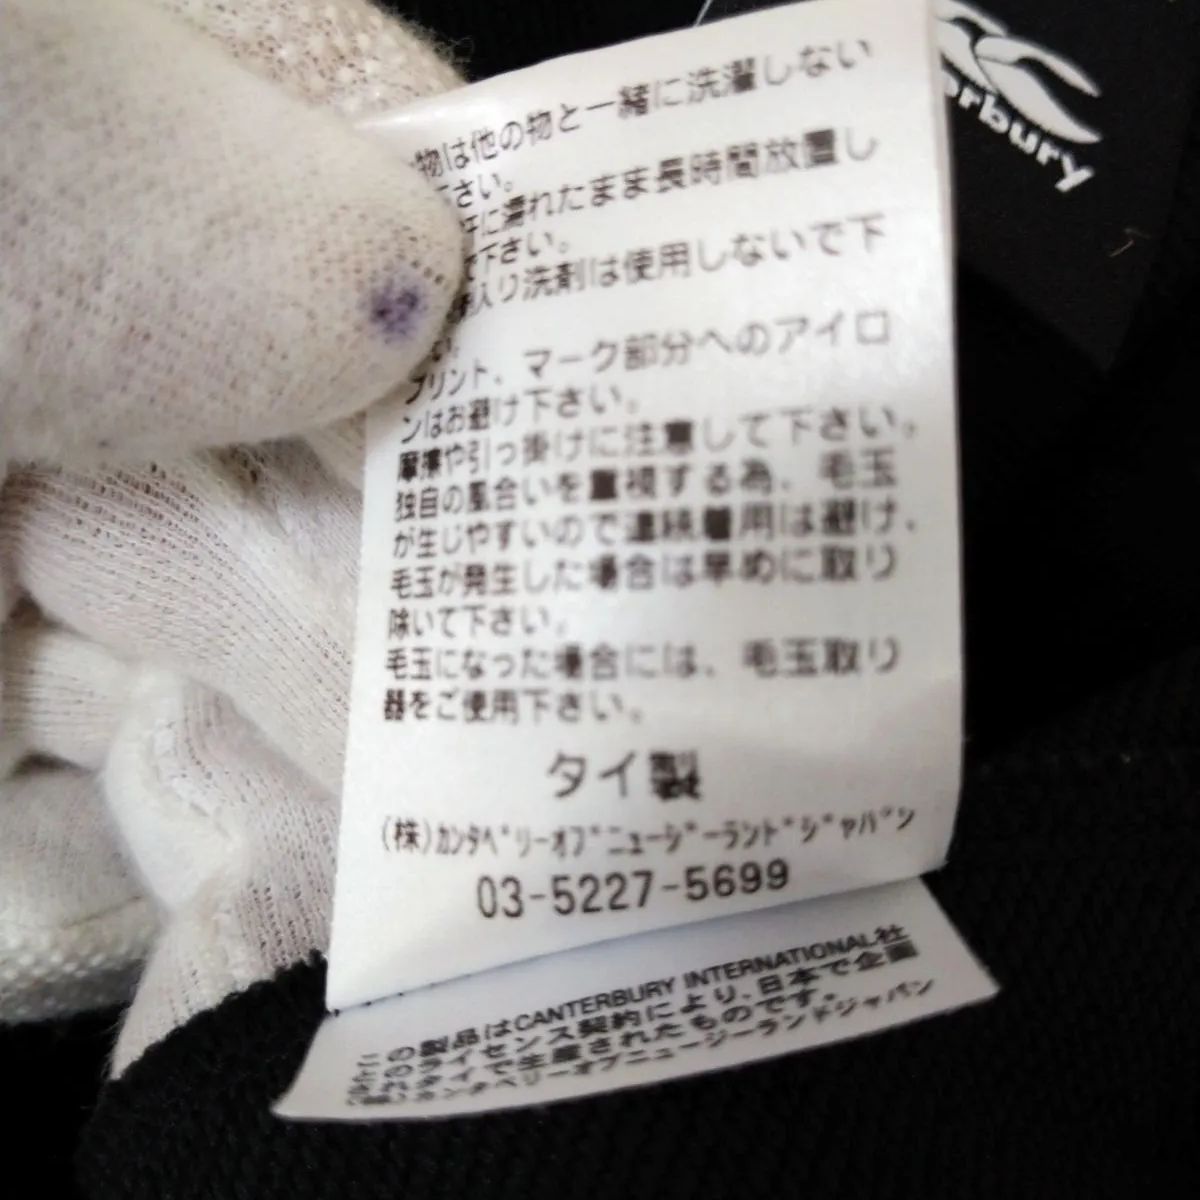 物は他の物と一緒に洗濯しない
さい。
に濡れたまま長時間放置し
で下さい。
入り洗剤は使用しないで下
プリント、マーク部分へのアイロ
ンはお避け下さい。
摩擦や引っ掛けに注意して下さい。
独自の風合いを重視する為、毛玉
が生じやすいので連続着用は避け、
毛玉が発生した場合は早めに取り
除いて下さい。
毛玉になった場合には、毛玉取り
器をご使用下さい。
タイ製
(株)ｶﾝﾀﾍﾞﾘｰｵﾌﾞﾆｭｰｼﾞｰﾗﾝﾄﾞｼﾞｬﾊﾟﾝ
03-5227-5699
この製品はCANTERBURY INTERNATIONAL社
のライセンス契約により、日本で企画
されタイで生産されたものです。
カンタベリーオブニュージーランドジャパン
rbury